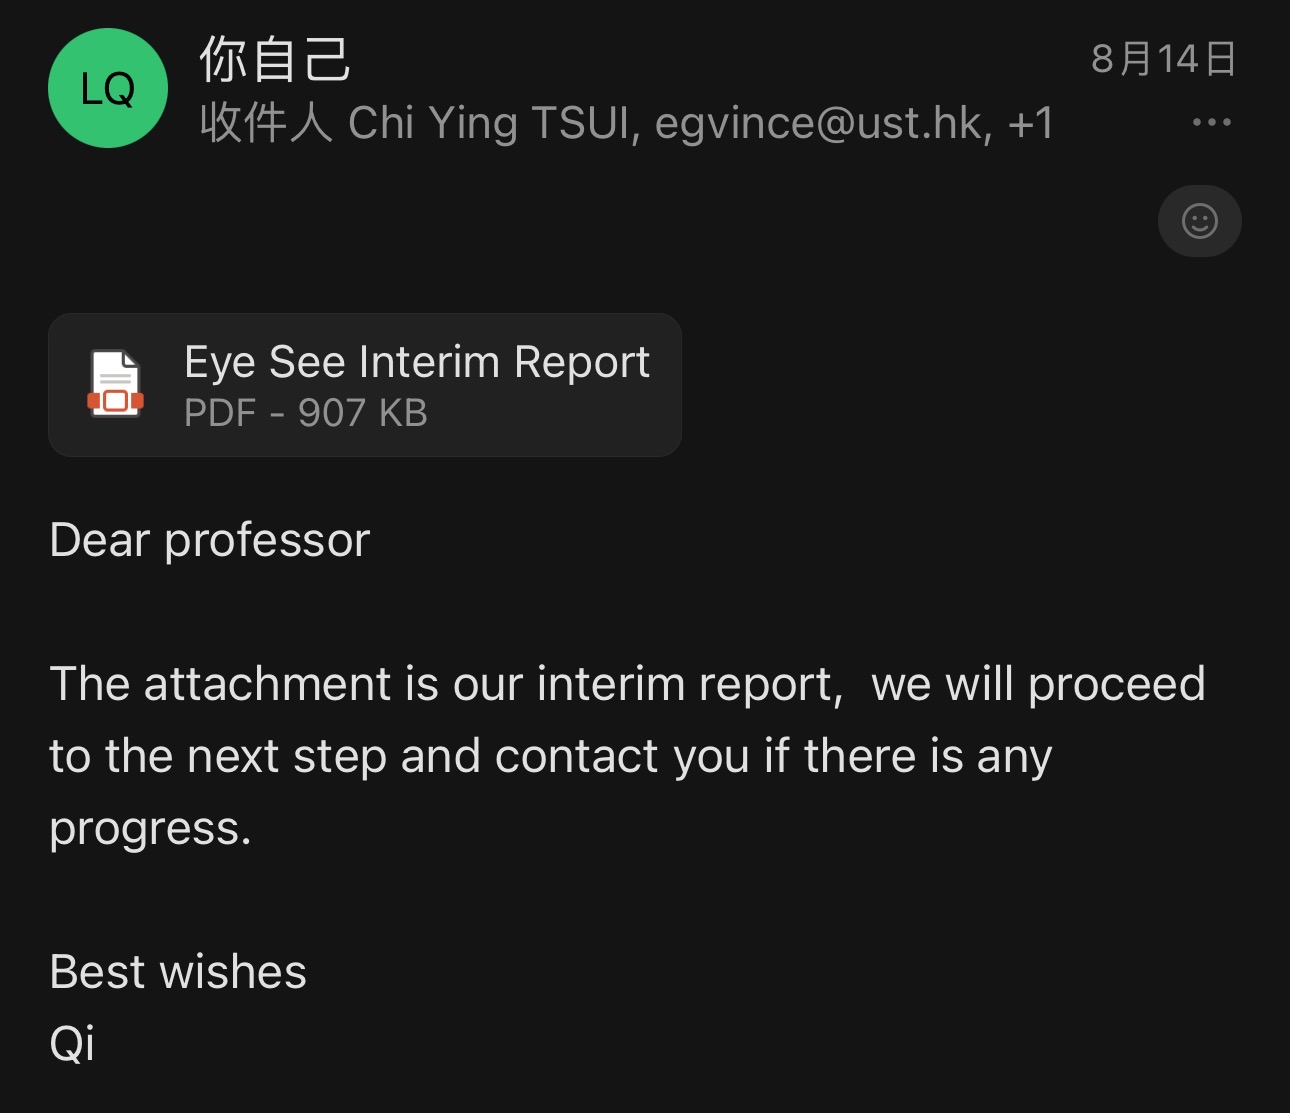 LQ
你自己
8月14日
收件人 Chi Ying TSUI, egvince@ust.hk, +1
Eye See Interim Report
PDF - 907 KB
Dear professor
The attachment is our interim report,  we will proceed
to the next step and contact you if there is any
progress.
Best wishes
Qi